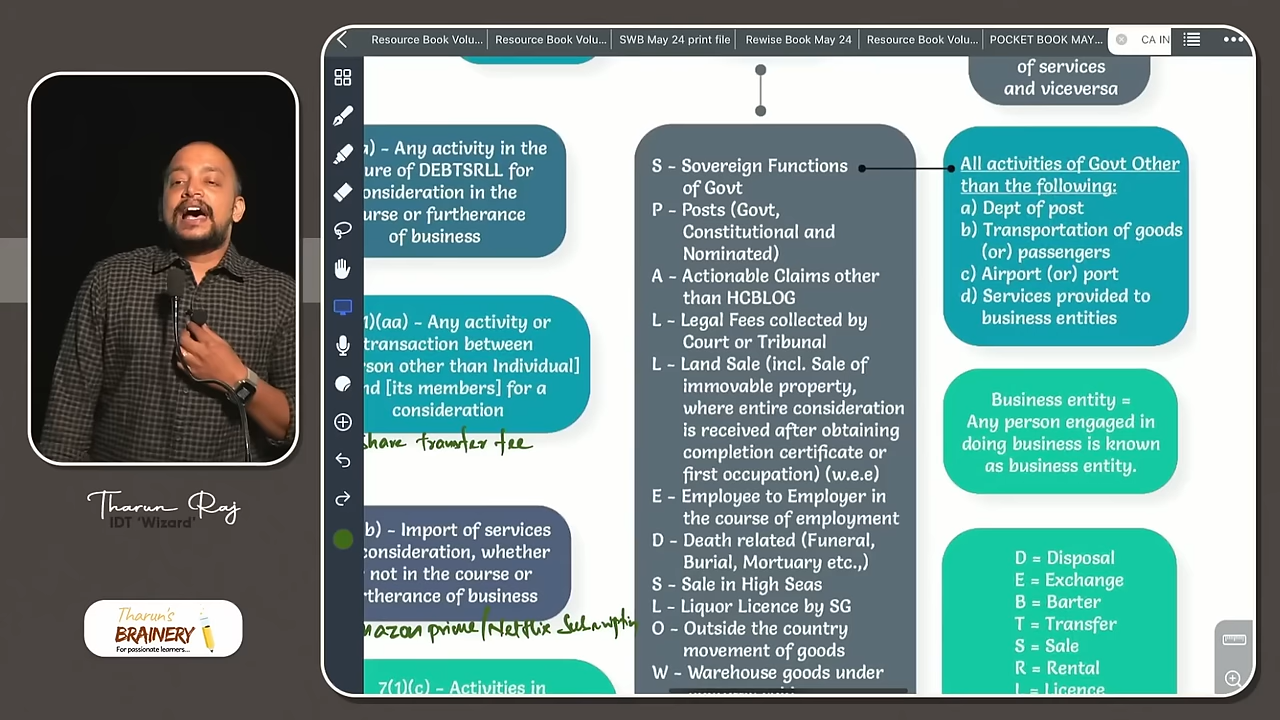 Resource Book Volu...
Resource Book Volu...
SWB May 24 print file
Rewise Book May 24
Resource Book Volu...
POCKET BOOK MAY...
CA IN
of services
and viceversa
a) - Any activity in the
ure of DEBTSRLL for
onsideration in the
urse or furtherance
of business
1)(aa) - Any activity or
transaction between
rson other than Individual]
nd [its members] for a
consideration
share transfer fee
b) - Import of services
consideration, whether
not in the course or
rtherance of business
mazon prime/Netflix Subscription
7(1)(c) - Activities in
S - Sovereign Functions
of Govt
P - Posts (Govt,
Constitutional and
Nominated)
A - Actionable Claims other
than HCBLOG
L - Legal Fees collected by
Court or Tribunal
L - Land Sale (incl. Sale of
immovable property,
where entire consideration
is received after obtaining
completion certificate or
first occupation) (w.e.e)
E - Employee to Employer in
the course of employment
D - Death related (Funeral,
Burial, Mortuary etc.,)
S - Sale in High Seas
L - Liquor Licence by SG
O - Outside the country
movement of goods
W - Warehouse goods under
All activities of Govt Other
than the following:
a) Dept of post
b) Transportation of goods
(or) passengers
c) Airport (or) port
d) Services provided to
business entities
Business entity =
Any person engaged in
doing business is known
as business entity.
D = Disposal
E = Exchange
B = Barter
T = Transfer
S = Sale
R = Rental
L = Licence
Tharun Raj
IDT 'Wizard'
Tharun's
BRAINERY
For passionate learners...